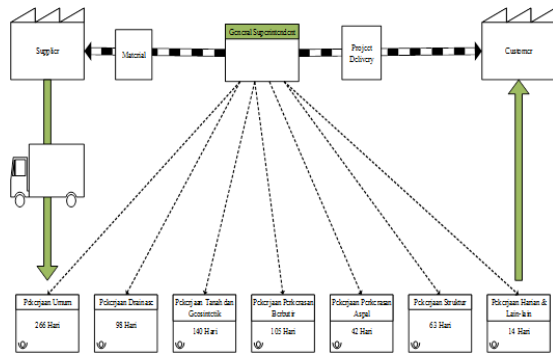 General Superintendent
Supplier
Material
Project
Delivery
Customer
Pekerjaan Umum
266 Hari
Pekerjaan Drainase
98 Hari
Pekerjaan Tanah dan
Geosintetik
140 Hari
Pekerjaan Perkerasan
Berbutir
105 Hari
Pekerjaan Perkerasan
Aspal
42 Hari
Pekerjaan Struktur
63 Hari
Pekerjaan Harian &
Lain-lain
14 Hari